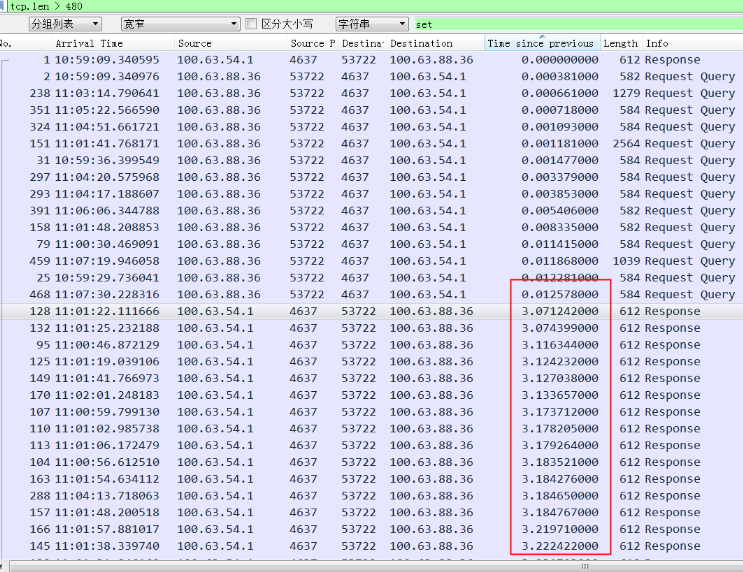 tcp.len > 480
分组列表 宽窄 区分大小写 字符串 set
No. Arrival Time Source Source P Destina Destination Time since previous Length Info
1 10:59:09.340595 100.63.54.1 4637 53722 100.63.88.36 0.000000000 612 Response
2 10:59:09.340976 100.63.88.36 53722 4637 100.63.54.1 0.000381000 582 Request Query
238 11:03:14.790641 100.63.88.36 53722 4637 100.63.54.1 0.000661000 1279 Request Query
351 11:05:22.566590 100.63.88.36 53722 4637 100.63.54.1 0.000718000 584 Request Query
324 11:04:51.661721 100.63.88.36 53722 4637 100.63.54.1 0.001093000 584 Request Query
151 11:01:41.768171 100.63.88.36 53722 4637 100.63.54.1 0.001181000 2564 Request Query
31 10:59:36.399549 100.63.88.36 53722 4637 100.63.54.1 0.001477000 584 Request Query
297 11:04:20.575968 100.63.88.36 53722 4637 100.63.54.1 0.003379000 584 Request Query
293 11:04:17.188607 100.63.88.36 53722 4637 100.63.54.1 0.003853000 584 Request Query
391 11:06:06.344788 100.63.88.36 53722 4637 100.63.54.1 0.005406000 582 Request Query
158 11:01:48.208853 100.63.88.36 53722 4637 100.63.54.1 0.008335000 582 Request Query
79 11:00:30.469091 100.63.88.36 53722 4637 100.63.54.1 0.011415000 584 Request Query
459 11:07:19.946058 100.63.88.36 53722 4637 100.63.54.1 0.011868000 1039 Request Query
25 10:59:29.736041 100.63.88.36 53722 4637 100.63.54.1 0.012281000 584 Request Query
468 11:07:30.228316 100.63.88.36 53722 4637 100.63.54.1 0.012578000 584 Request Query
128 11:01:22.111666 100.63.54.1 4637 53722 100.63.88.36 3.071242000 612 Response
132 11:01:25.232188 100.63.54.1 4637 53722 100.63.88.36 3.074399000 612 Response
95 11:00:46.872129 100.63.54.1 4637 53722 100.63.88.36 3.116344000 612 Response
125 11:01:19.039106 100.63.54.1 4637 53722 100.63.88.36 3.124232000 612 Response
149 11:01:41.766973 100.63.54.1 4637 53722 100.63.88.36 3.127038000 612 Response
170 11:02:01.248183 100.63.54.1 4637 53722 100.63.88.36 3.133657000 612 Response
107 11:00:59.799130 100.63.54.1 4637 53722 100.63.88.36 3.173712000 612 Response
110 11:01:02.985738 100.63.54.1 4637 53722 100.63.88.36 3.178205000 612 Response
113 11:01:06.172479 100.63.54.1 4637 53722 100.63.88.36 3.179264000 612 Response
104 11:00:56.612510 100.63.54.1 4637 53722 100.63.88.36 3.183521000 612 Response
163 11:01:54.634112 100.63.54.1 4637 53722 100.63.88.36 3.184276000 612 Response
288 11:04:13.718063 100.63.54.1 4637 53722 100.63.88.36 3.184650000 612 Response
157 11:01:48.200518 100.63.54.1 4637 53722 100.63.88.36 3.184767000 612 Response
166 11:01:57.881017 100.63.54.1 4637 53722 100.63.88.36 3.219710000 612 Response
145 11:01:38.339740 100.63.54.1 4637 53722 100.63.88.36 3.222422000 612 Response